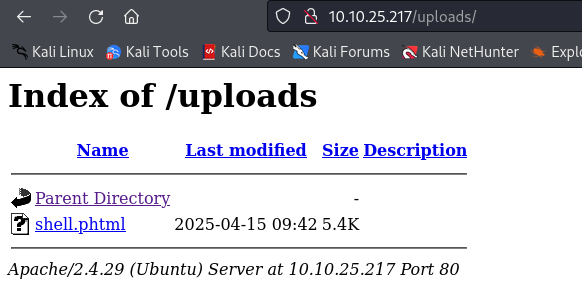 10.10.25.217/uploads/
Kali Linux Kali Tools Kali Docs Kali Forums Kali NetHunter Explo
Index of /uploads
Name Last modified Size Description
Parent Directory -
shell.phtml 2025-04-15 09:42 5.4K
Apache/2.4.29 (Ubuntu) Server at 10.10.25.217 Port 80